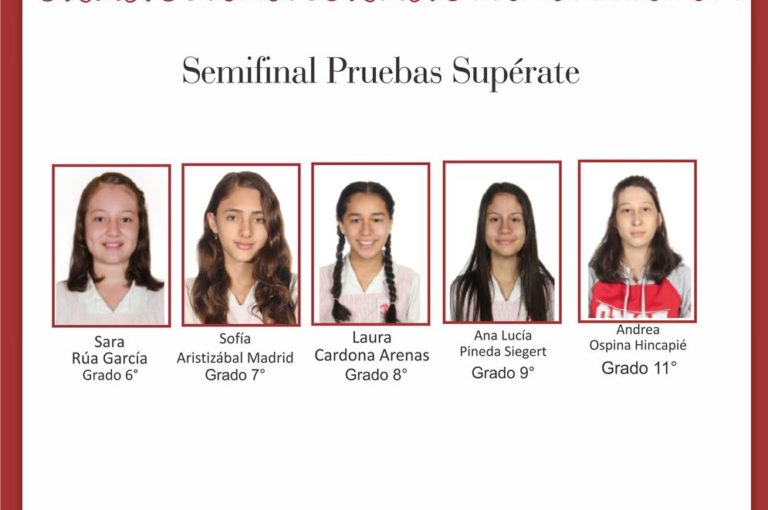 Semifinal Pruebas Supérate
Sara
Rúa García
Grado 6°
Sofía
Aristizábal Madrid
Grado 7°
Laura
Cardona Arenas
Grado 8°
Ana Lucía
Pineda Siegert
Grado 9°
Andrea
Ospina Hincapié
Grado 11°